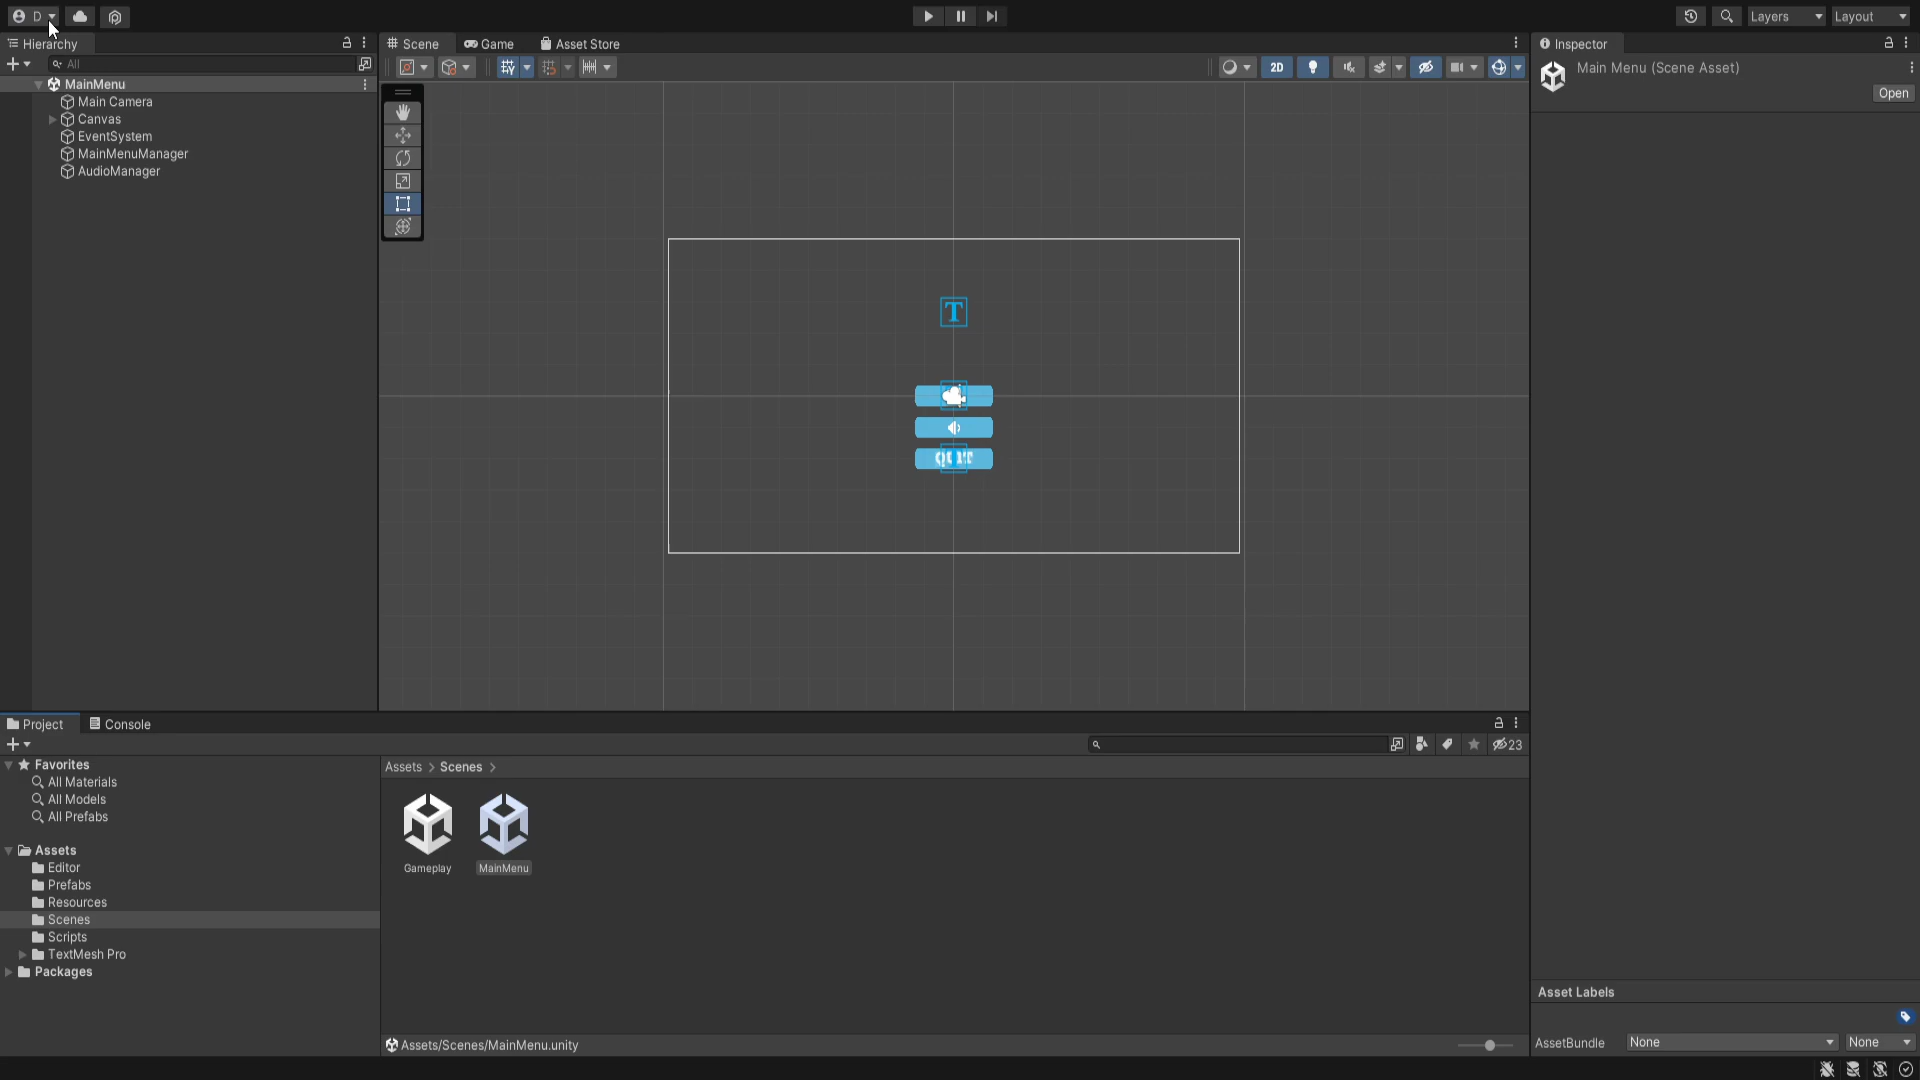 D
Layers
Layout
Hierarchy
Scene
Game
Asset Store
Inspector
All
2D
Main Menu (Scene Asset)
Open
MainMenu
Main Camera
Canvas
EventSystem
MainMenuManager
AudioManager
T
Project
Console
23
Favorites
All Materials
All Models
All Prefabs
Assets > Scenes >
Assets
Editor
Prefabs
Resources
Scenes
Scripts
TextMesh Pro
Packages
Gameplay
MainMenu
Assets/Scenes/MainMenu.unity
Asset Labels
AssetBundle
None
None